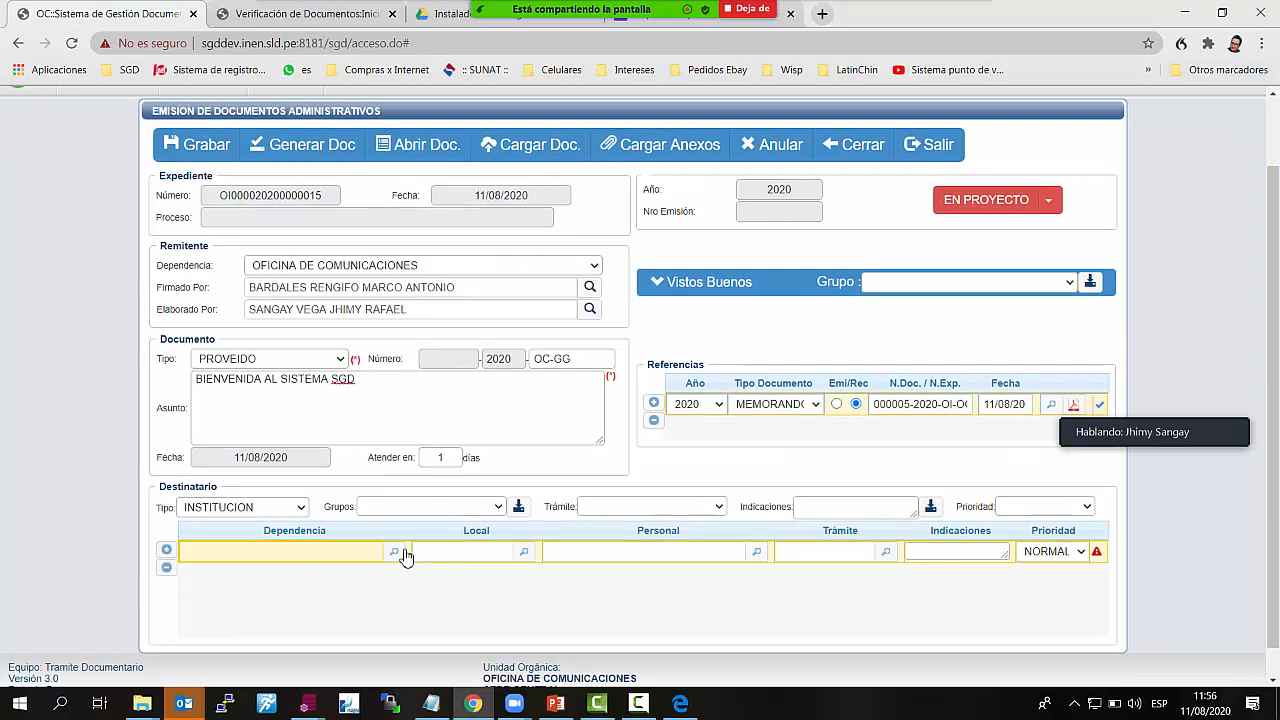 OC::Sistema de Gestión Document
Verificación de Documentos:Inici
Instalado
Está compartiendo la pantalla
Deja de
No es seguro
sgddev.inen.sld.pe:8181/sgd/acceso.do#
Aplicaciones
SGD
Sistema de registro...
es
Compras x Internet
:: SUNAT ::
Celulares
Intereses
Pedidos Ebay
Wisp
LatinChin
Sistema punto de v...
»
Otros marcadores
EMISION DE DOCUMENTOS ADMINISTRATIVOS
Grabar
Generar Doc
Abrir Doc.
Cargar Doc.
Cargar Anexos
Anular
Cerrar
Salir
Expediente
Número: OI000020200000015 Fecha: 11/08/2020
Proceso:
Año: 2020
Nro Emisión:
EN PROYECTO
Remitente
Dependencia: OFICINA DE COMUNICACIONES
Firmado Por: BARDALES RENGIFO MARCO ANTONIO
Elaborado Por: SANGAY VEGA JHIMY RAFAEL
Vistos Buenos Grupo :
Documento
Tipo: PROVEIDO (*) Número: - 2020 - OC-GG
Asunto: BIENVENIDA AL SISTEMA SGD (*)
Fecha: 11/08/2020 Atender en: 1 días
Referencias
Año Tipo Documento Emi/Rec N.Doc. / N.Exp. Fecha
2020 MEMORANDO 000005-2020-OI-OC 11/08/20
Hablando: Jhimy Sangay
Destinatario
Tipo: INSTITUCION Grupos: Trámite: Indicaciones: Prioridad:
Dependencia Local Personal Trámite Indicaciones Prioridad
NORMAL
Equipo: Tramite Documentario
Versión 3.0
Unidad Orgánica:
OFICINA DE COMUNICACIONES
ESP
11:56
11/08/2020